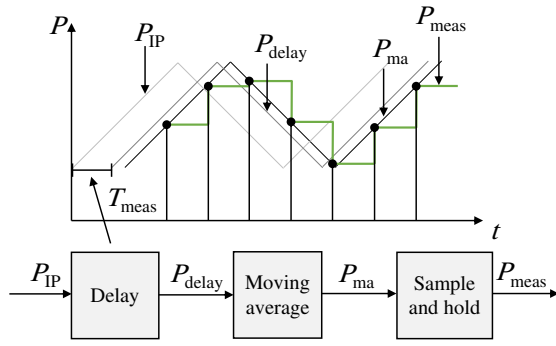 P
P_IP
P_delay
P_ma
P_meas
T_meas
t
P_IP
Delay
P_delay
Moving
average
P_ma
Sample
and hold
P_meas